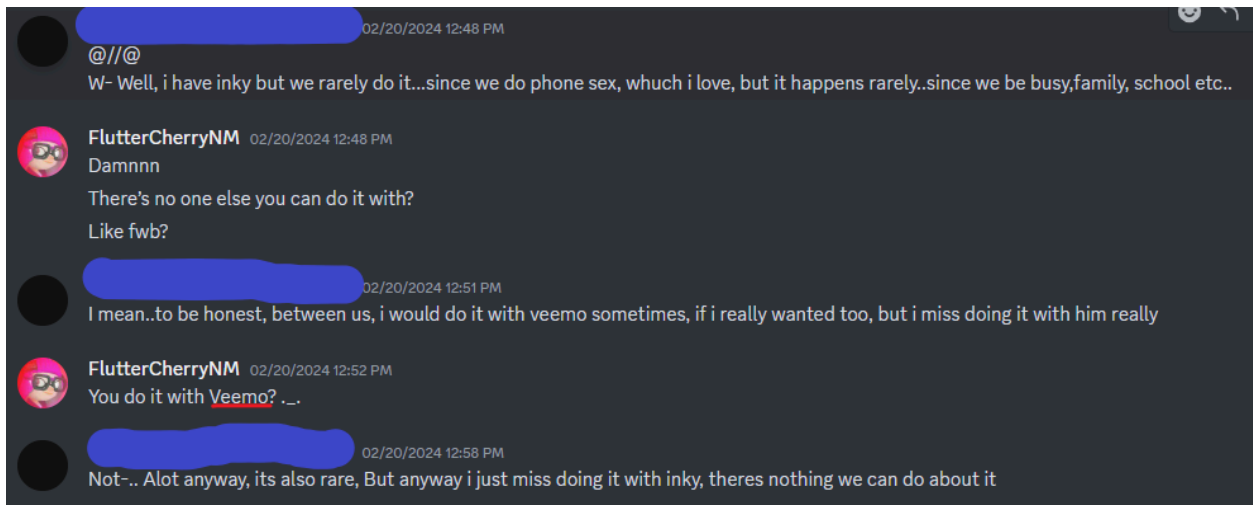 02/20/2024 12:48 PM
@//@
W- Well, i have inky but we rarely do it...since we do phone sex, whuch i love, but it happens rarely..since we be busy,family, school etc..
FlutterCherryNM 02/20/2024 12:48 PM
Damnnn
There's no one else you can do it with?
Like fwb?
02/20/2024 12:51 PM
I mean..to be honest, between us, i would do it with veemo sometimes, if i really wanted too, but i miss doing it with him really
FlutterCherryNM 02/20/2024 12:52 PM
You do it with Veemo? ._.
02/20/2024 12:58 PM
Not-.. Alot anyway, its also rare, But anyway i just miss doing it with inky, theres nothing we can do about it